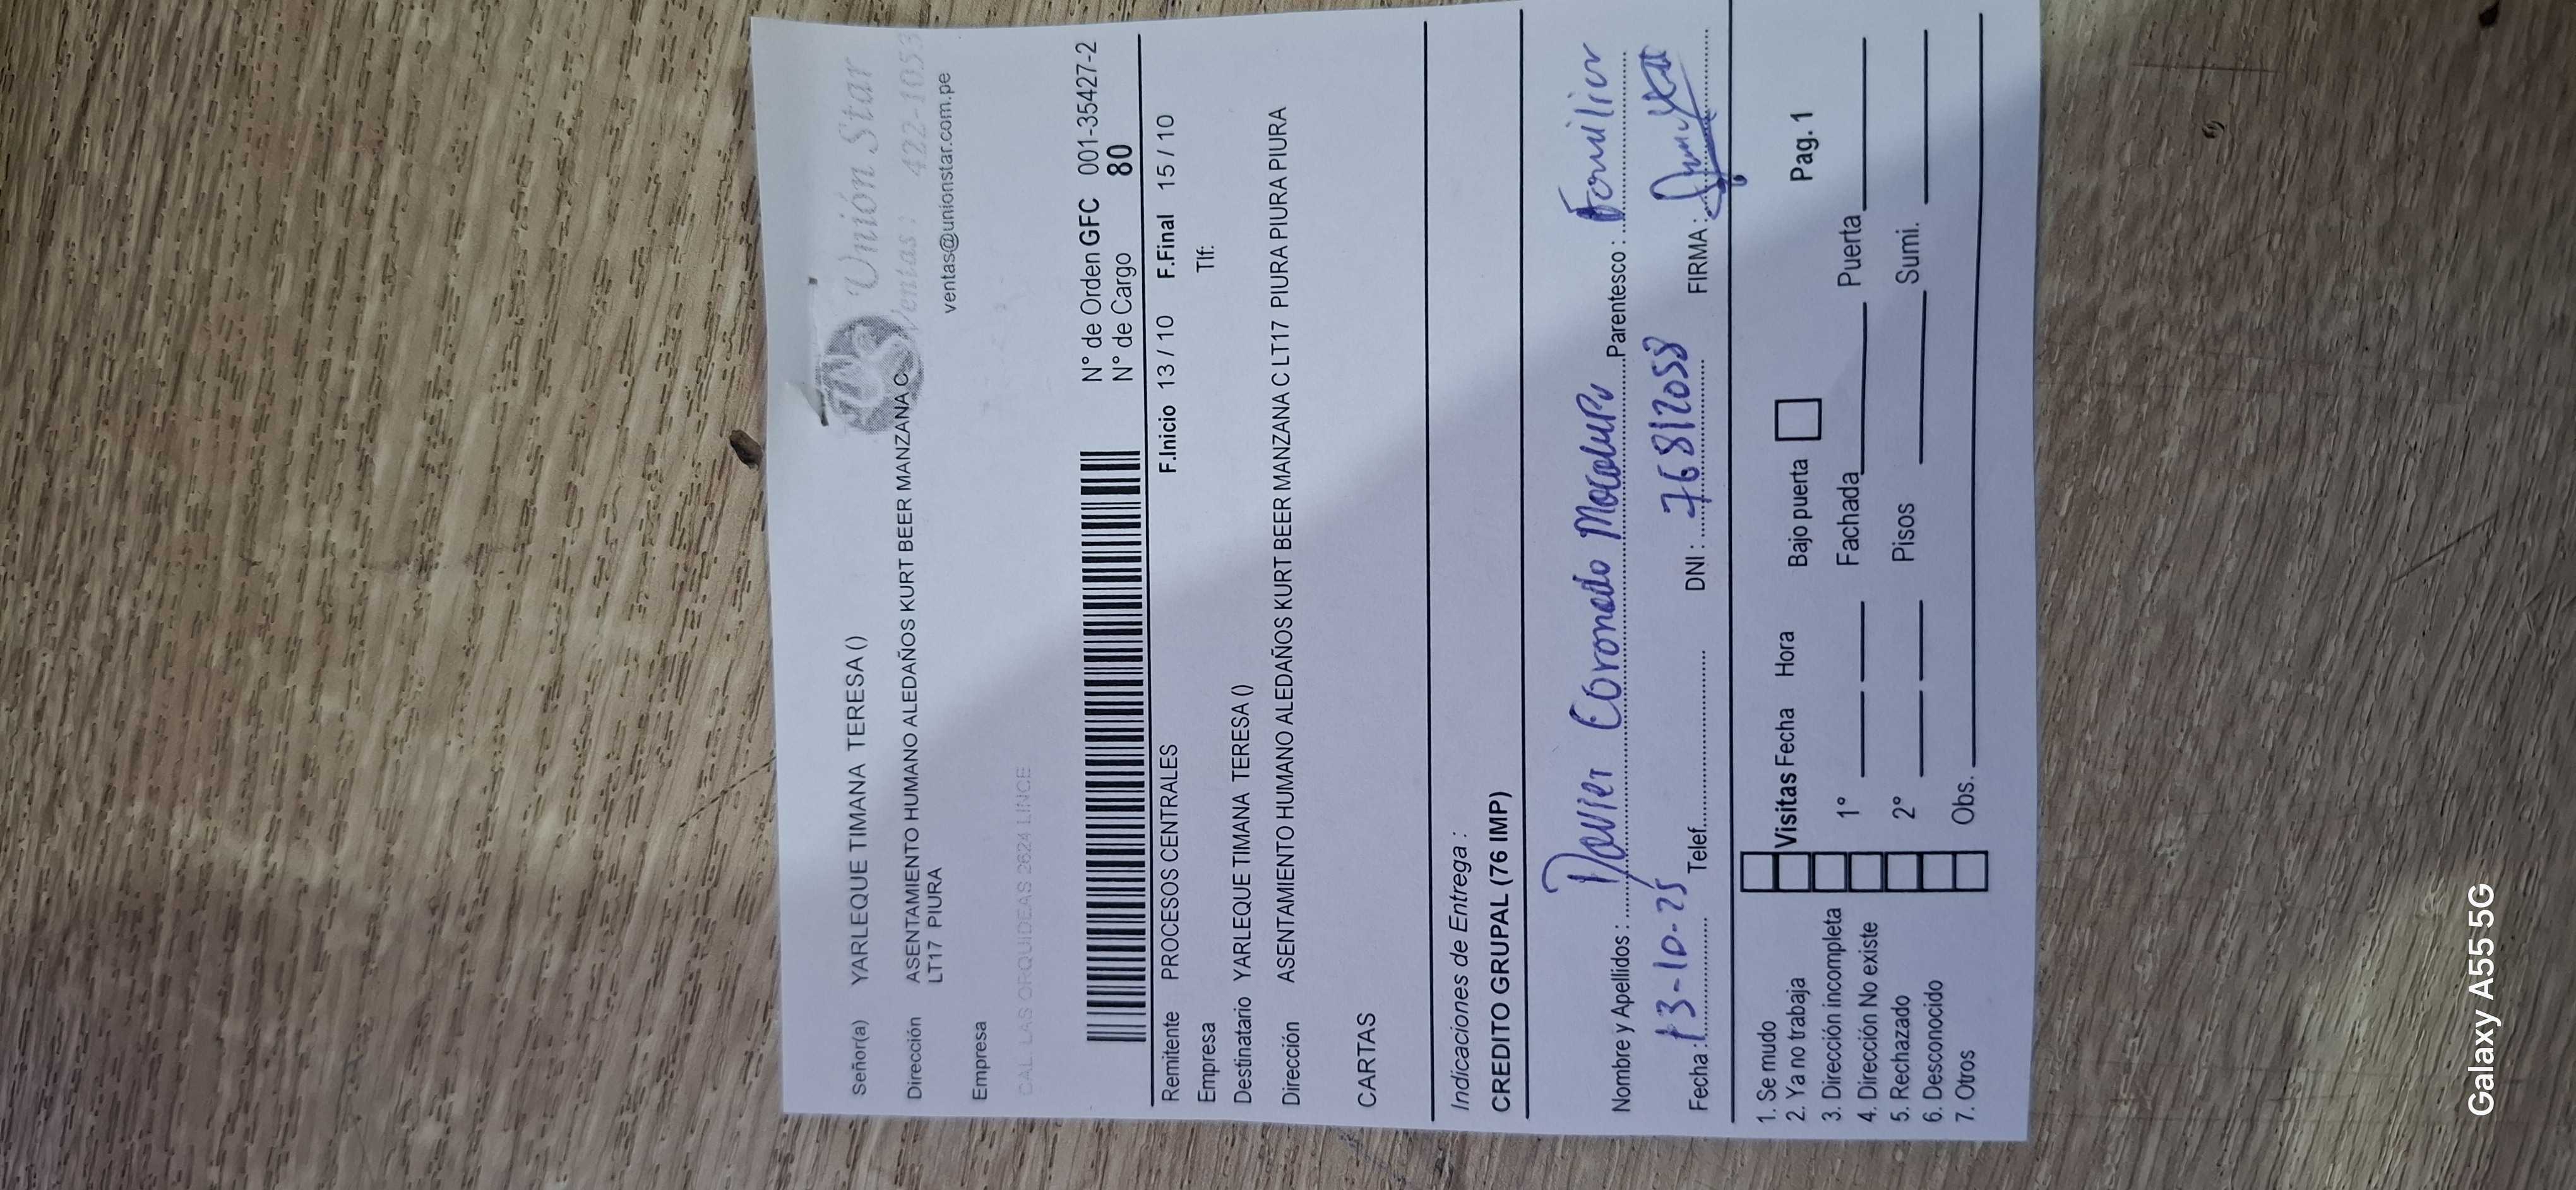 Unión Star
Ventas. 422-1053
ventas@unionstar.com.pe
Señor(a) YARLEQUE TIMANA TERESA ()
Dirección ASENTAMIENTO HUMANO ALEDAÑOS KURT BEER MANZANA C
LT17 PIURA
Empresa
CAL. LAS ORQUIDEAS 2624 LINCE
N° de Orden GFC 001-35427-2
N° de Cargo 80
Remitente PROCESOS CENTRALES F.Inicio 13 / 10 F.Final 15 / 10
Empresa Tlf:
Destinatario YARLEQUE TIMANA TERESA ()
Dirección ASENTAMIENTO HUMANO ALEDAÑOS KURT BEER MANZANA C LT17 PIURA PIURA PIURA
CARTAS
Indicaciones de Entrega :
CREDITO GRUPAL (76 IMP)
Nombre y Apellidos : Javier Coronado Parentesco : Familiar
Fecha : 13-10-25 Telef. DNI : 76812058 FIRMA :
1. Se mudo
2. Ya no trabaja Visitas Fecha Hora Bajo puerta Pag. 1
3. Dirección incompleta 1° Fachada Puerta
4. Dirección No existe
5. Rechazado 2° Pisos Sumi.
6. Desconocido
7. Otros Obs.
Galaxy A55 5G